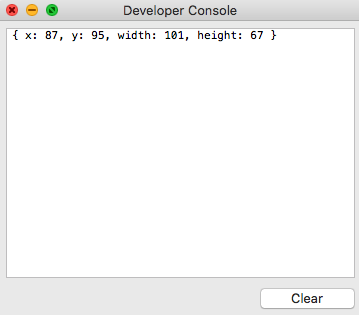 Developer Console
{ x: 87, y: 95, width: 101, height: 67 }
Clear